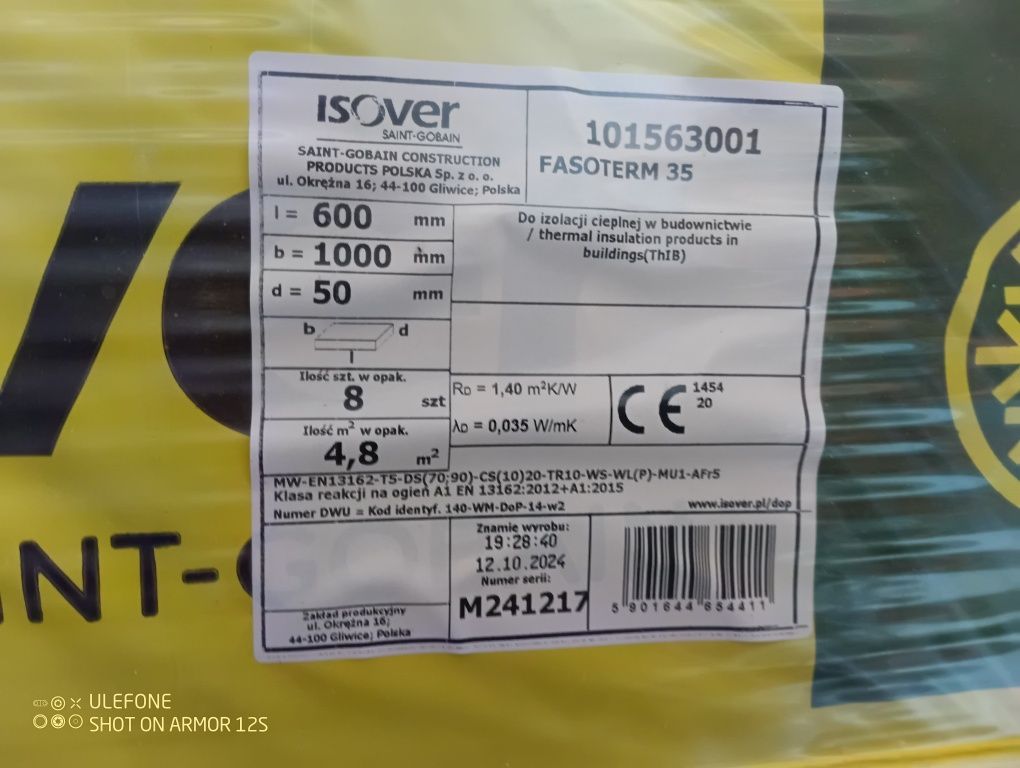 ISOVER
SAINT-GOBAIN
SAINT-GOBAIN CONSTRUCTION
PRODUCTS POLSKA Sp. z o. o.
ul. Okrężna 16; 44-100 Gliwice; Polska
101563001
FASOTERM 35
l = 600 mm
b = 1000 mm
d = 50 mm
b d
l
Do izolacji cieplnej w budownictwie
/ thermal insulation products in
buildings(ThIB)
Ilość szt. w opak.
8 szt
Ilość m² w opak.
4,8 m²
RD = 1,40 m²K/W
λD = 0,035 W/mK
CE 1454
20
MW-EN13162-T5-DS(70;90)-CS(10)20-TR10-WS-WL(P)-MU1-AFr5
Klasa reakcji na ogień A1 EN 13162:2012+A1:2015
Numer DWU = Kod identyf. 140-WM-DoP-14-w2
www.isover.pl/dop
Znamie wyrobu:
19:28:40
12.10.2024
Numer serii:
M241217
5 901644 654411
Zakład produkcyjny
ul. Okrężna 16;
44-100 Gliwice; Polska
INT-G
ULEFONE
SHOT ON ARMOR 12S